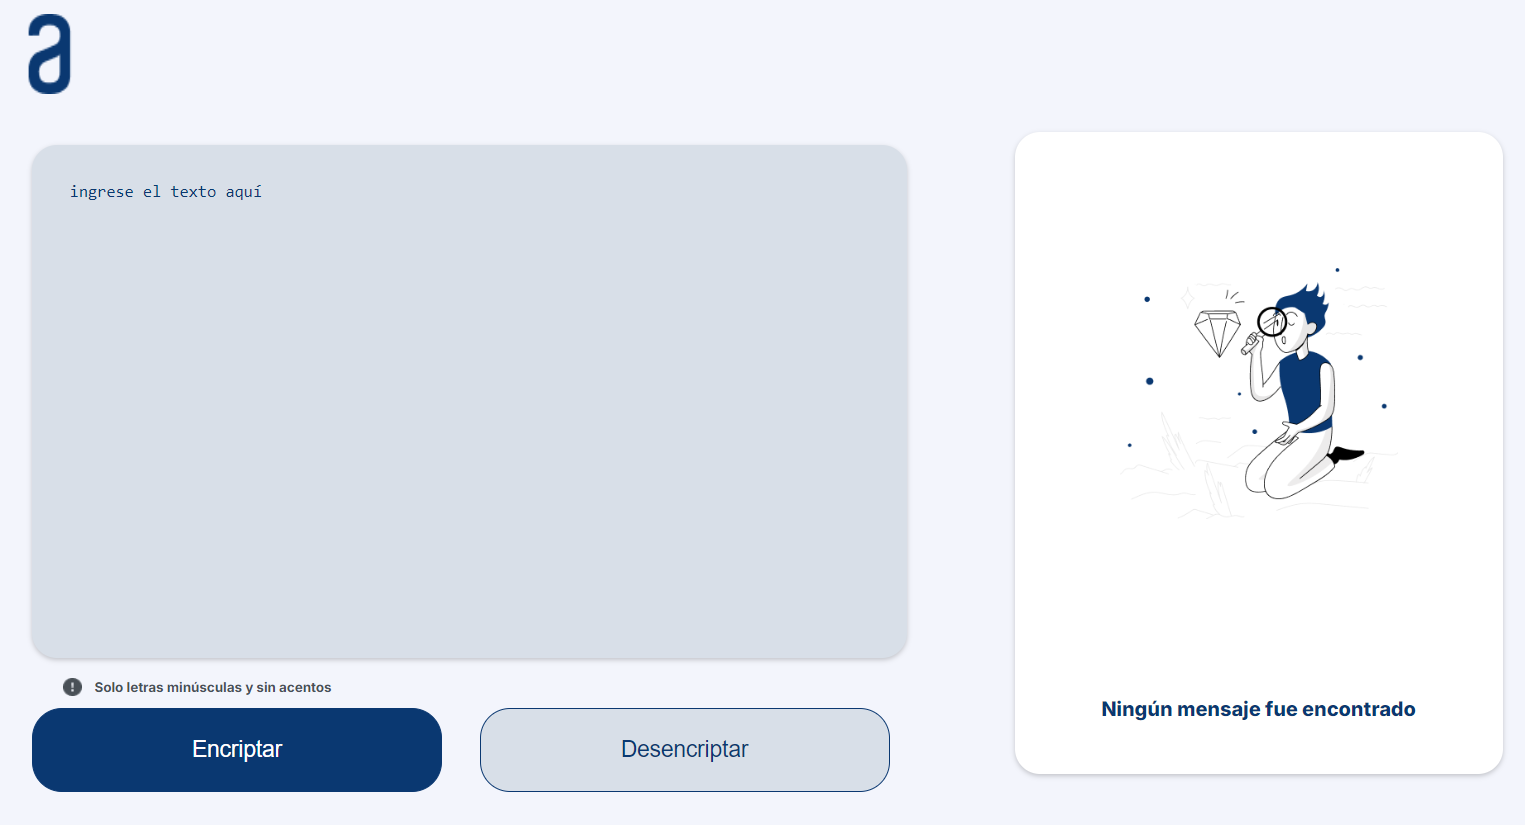 a
ingrese el texto aquí
Solo letras minúsculas y sin acentos
Encriptar
Desencriptar
Ningún mensaje fue encontrado